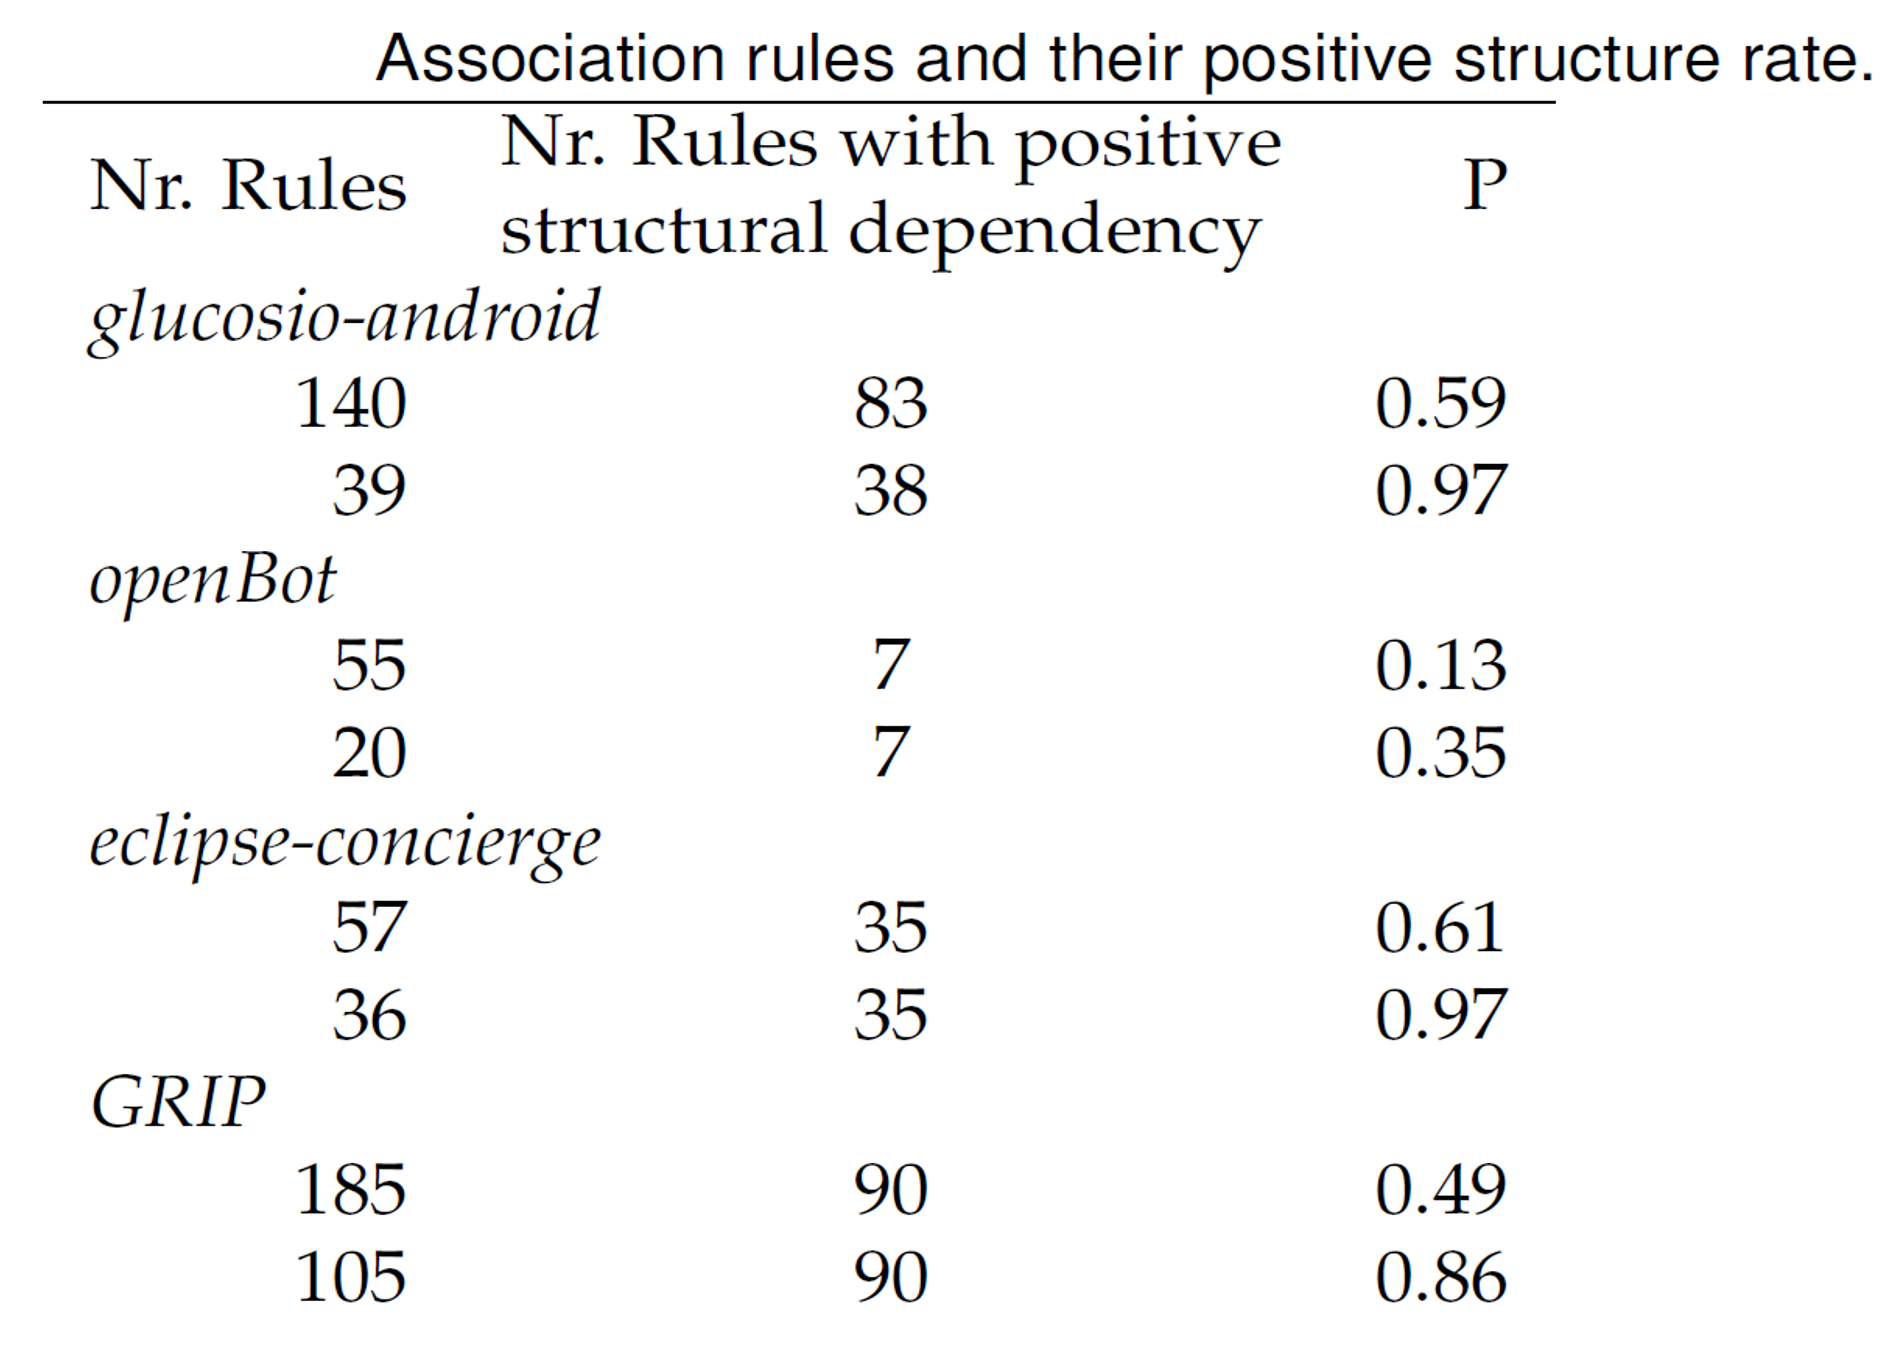 Association rules and their positive structure rate.
Nr. Rules Nr. Rules with positive structural dependency P
glucosio-android
140 83 0.59
39 38 0.97
openBot
55 7 0.13
20 7 0.35
eclipse-concierge
57 35 0.61
36 35 0.97
GRIP
185 90 0.49
105 90 0.86